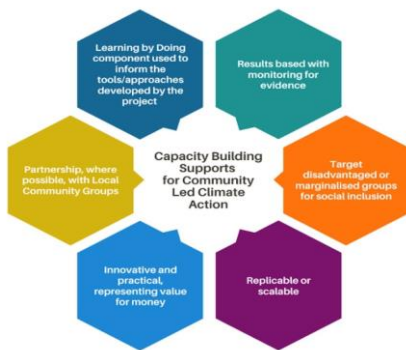 Learning by Doing
component used to
inform the
tools/approaches
developed by the
project
Results based with
monitoring for
evidence
Partnership, where
possible, with Local
Community Groups
Capacity Building
Supports
for Community
Led Climate
Action
Target
disadvantaged or
marginalised groups
for social inclusion
Innovative and
practical,
representing value
for money
Replicable or
scalable